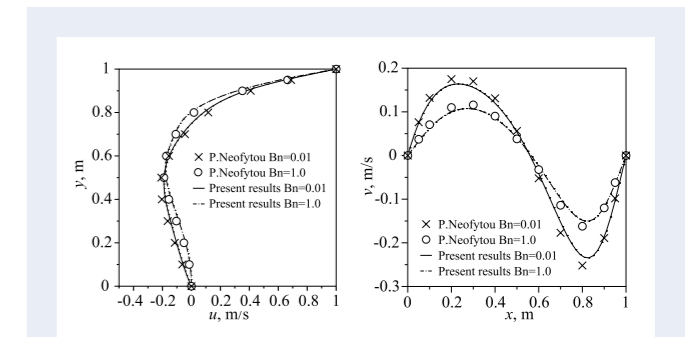 1
0.8
0.6
0.4
0.2
0
y, m
-0.4 -0.2 0 0.2 0.4 0.6 0.8 1
u, m/s
P.Neofytou Bn=0.01
P.Neofytou Bn=1.0
Present results Bn=0.01
Present results Bn=1.0
0.2
0.1
0
-0.1
-0.2
-0.3
v, m/s
0 0.2 0.4 0.6 0.8 1
x, m
P.Neofytou Bn=0.01
P.Neofytou Bn=1.0
Present results Bn=0.01
Present results Bn=1.0